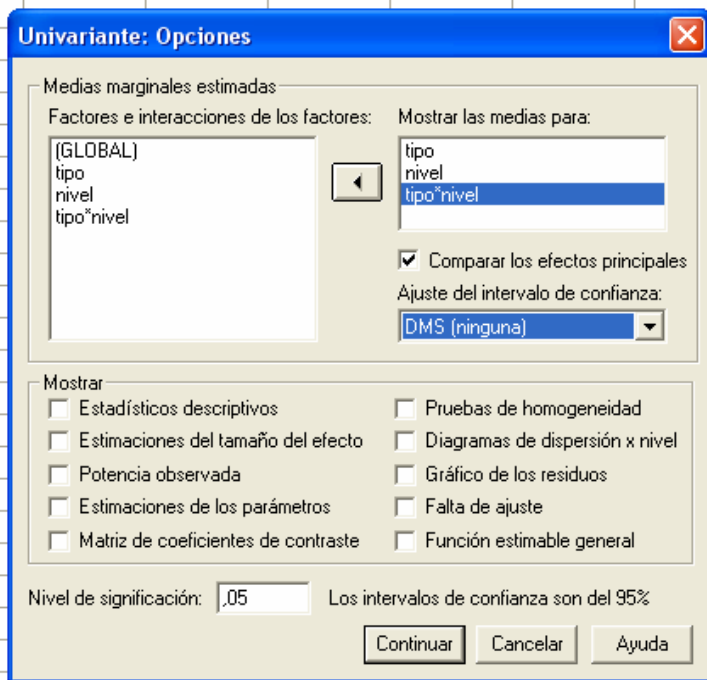 Univariante: Opciones
Medias marginales estimadas
Factores e interacciones de los factores:
(GLOBAL)
tipo
nivel
tipo*nivel
Mostrar las medias para:
tipo
nivel
tipo*nivel
Comparar los efectos principales
Ajuste del intervalo de confianza:
DMS (ninguna)
Mostrar
Estadísticos descriptivos
Estimaciones del tamaño del efecto
Potencia observada
Estimaciones de los parámetros
Matriz de coeficientes de contraste
Pruebas de homogeneidad
Diagramas de dispersión x nivel
Gráfico de los residuos
Falta de ajuste
Función estimable general
Nivel de significación: ,05 Los intervalos de confianza son del 95%
Continuar Cancelar Ayuda